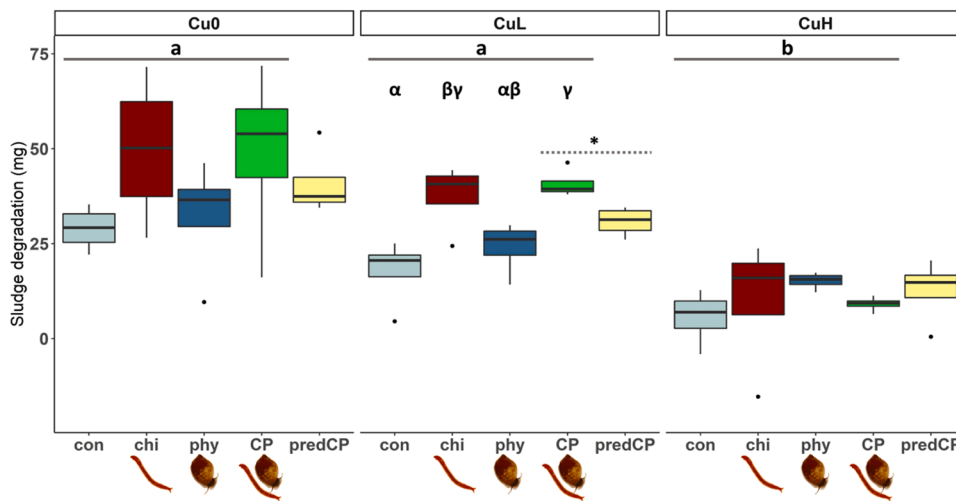 Cu0 CuL CuH
75
50
25
0
Sludge degradation (mg)
a a b
α βγ αβ γ
*
con chi phy CP predCP con chi phy CP predCP con chi phy CP predCP